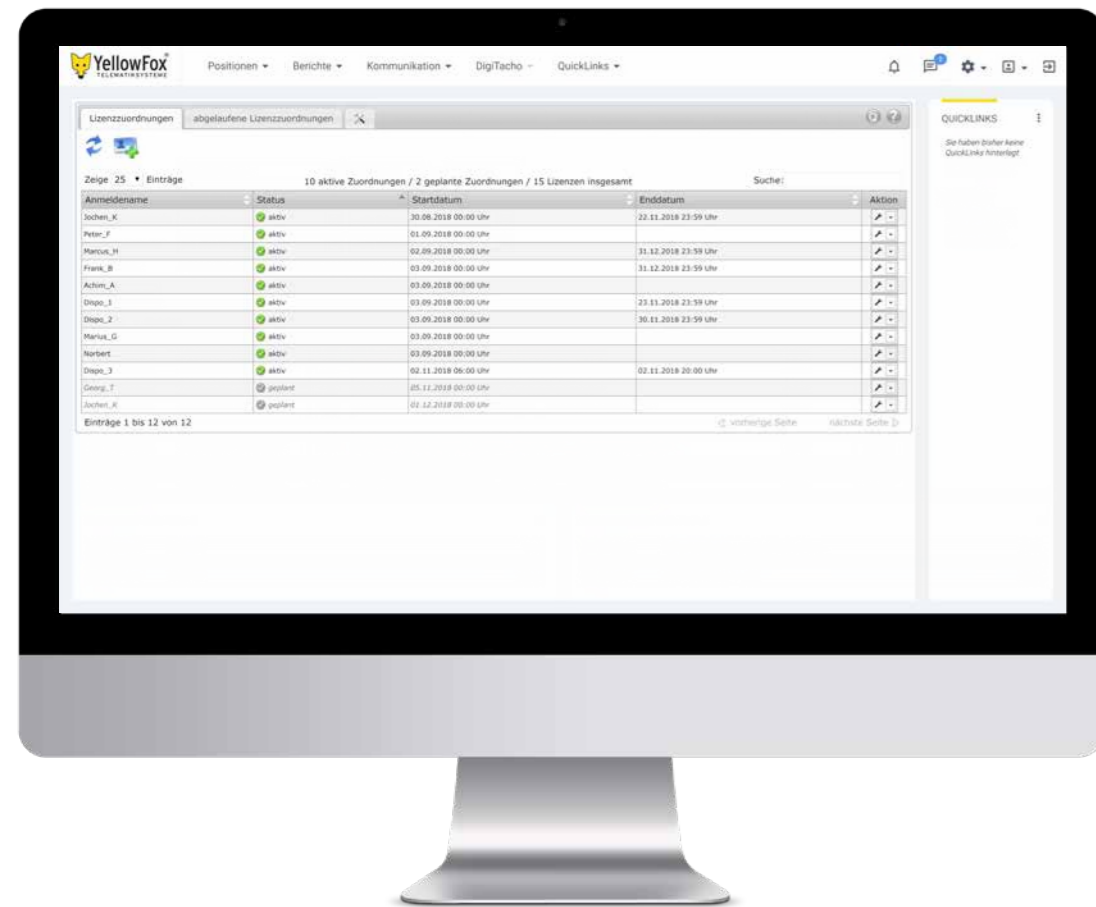 YellowFox
TELEMATIKSYSTEME
Positionen Berichte Kommunikation DigiTacho QuickLinks
Lizenzzuordnungen abgelaufene Lizenzzuordnungen
QUICKLINKS
Sie haben bisher keine
QuickLinks hinterlegt
Zeige 25 Einträge 10 aktive Zuordnungen / 2 geplante Zuordnungen / 15 Lizenzen insgesamt Suche:
Anmeldename Status Startdatum Enddatum Aktion
Jochen_K aktiv 30.08.2018 00:00 Uhr 22.11.2018 23:59 Uhr
Peter_F aktiv 01.09.2018 00:00 Uhr
Marcus_H aktiv 02.09.2018 00:00 Uhr 31.12.2018 23:59 Uhr
Frank_B aktiv 03.09.2018 00:00 Uhr 31.12.2018 23:59 Uhr
Achim_A aktiv 03.09.2018 00:00 Uhr
Dispo_1 aktiv 03.09.2018 00:00 Uhr 23.11.2018 23:59 Uhr
Dispo_2 aktiv 03.09.2018 00:00 Uhr 30.11.2018 23:59 Uhr
Marius_G aktiv 03.09.2018 00:00 Uhr
Norbert aktiv 03.09.2018 00:00 Uhr
Dispo_3 aktiv 02.11.2018 06:00 Uhr 02.11.2018 20:00 Uhr
Georg_T geplant 05.11.2018 00:00 Uhr
Jochen_K geplant 01.12.2018 00:00 Uhr
Einträge 1 bis 12 von 12 vorherige Seite nächste Seite